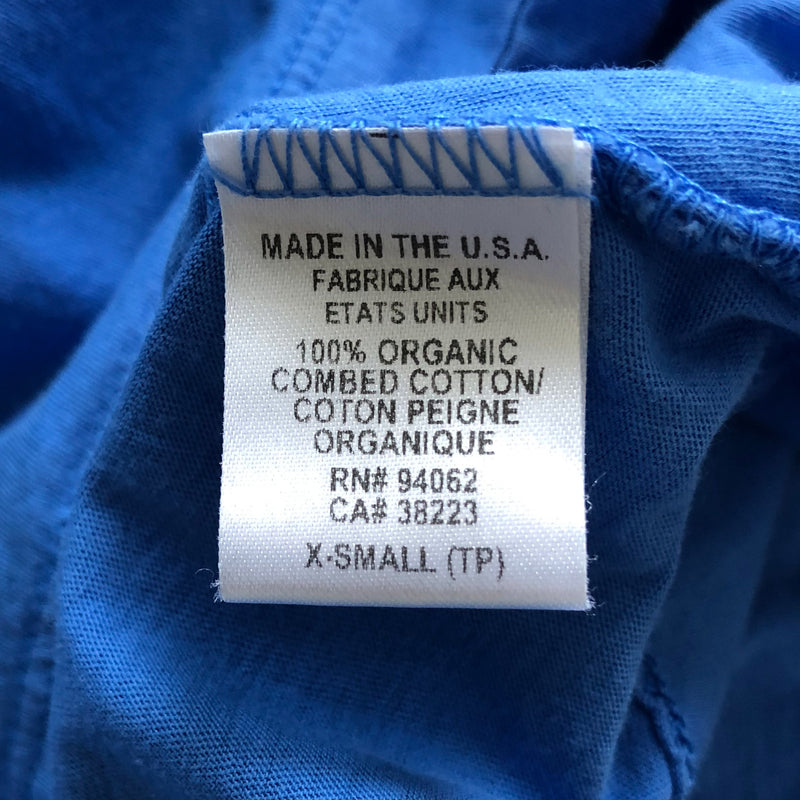 MADE IN THE U.S.A.
FABRIQUE AUX
ETATS UNITS
100% ORGANIC
COMBED COTTON/
COTON PEIGNE
ORGANIQUE
RN# 94062
CA# 38223
X-SMALL (TP)